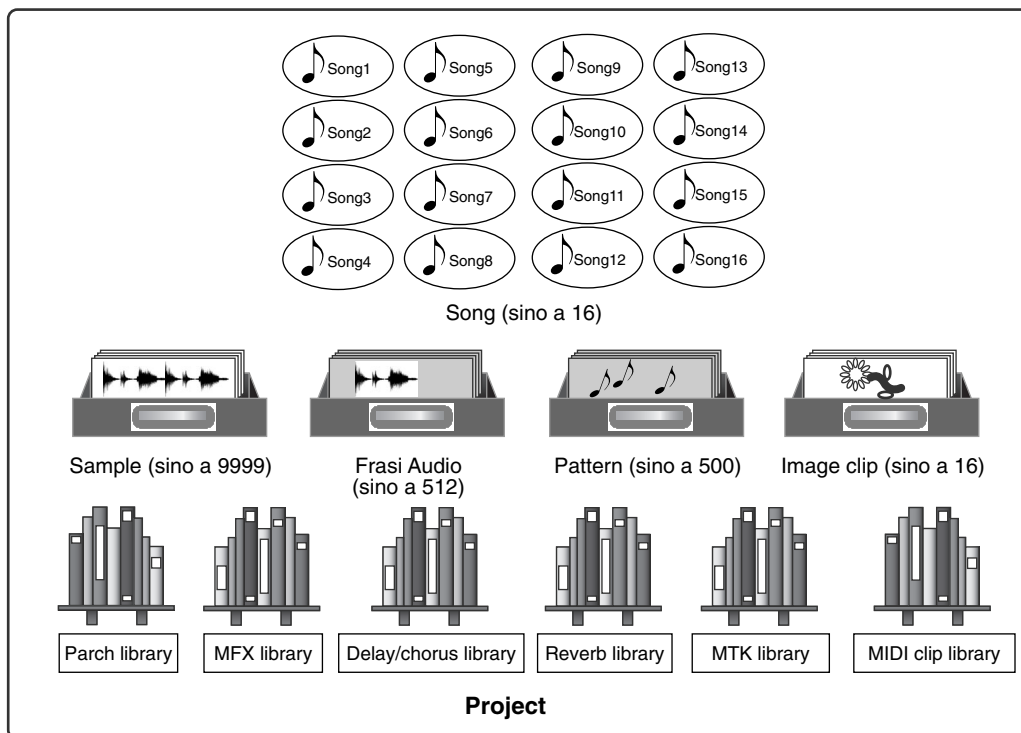 Song1 Song5 Song9 Song13
Song2 Song6 Song10 Song14
Song3 Song7 Song11 Song15
Song4 Song8 Song12 Song16
Song (sino a 16)
Sample (sino a 9999) Frasi Audio Pattern (sino a 500) Image clip (sino a 16)
(sino a 512)
Parch library MFX library Delay/chorus library Reverb library MTK library MIDI clip library
Project